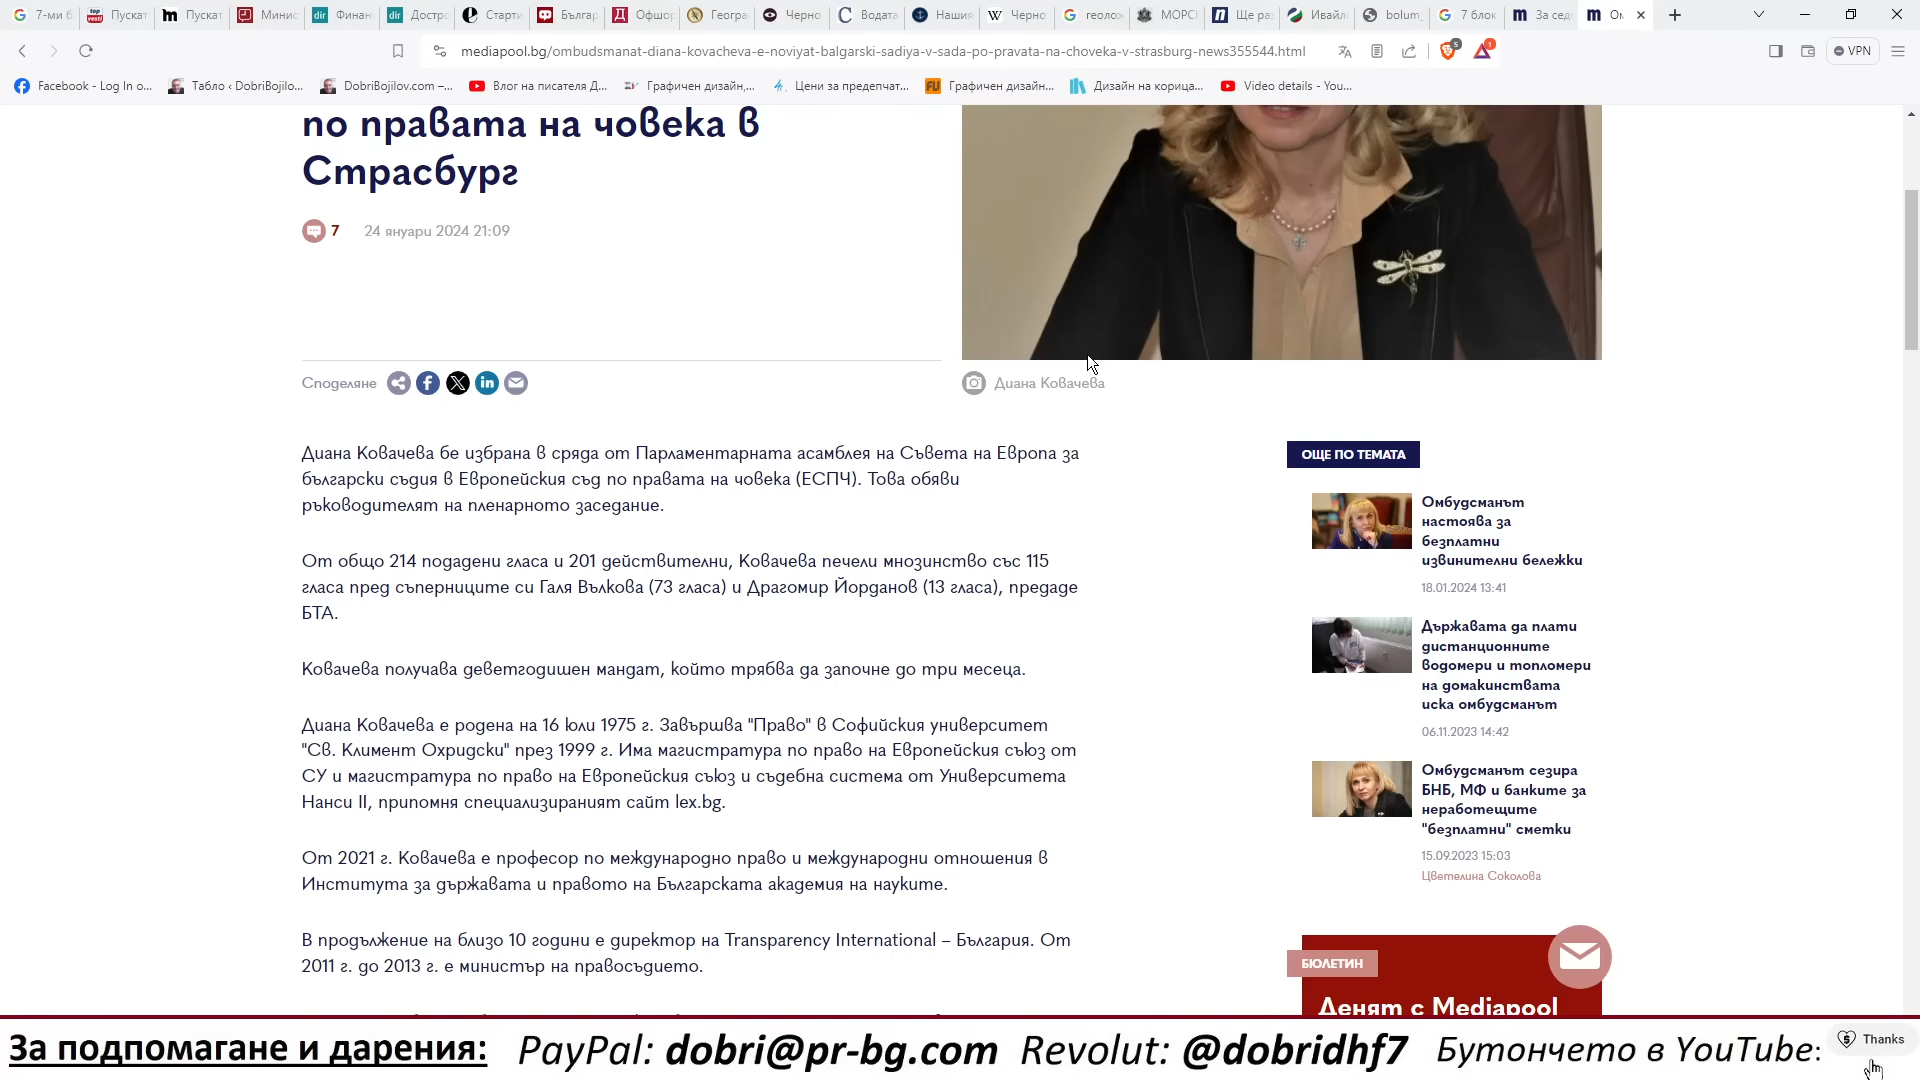 7-ми б
Пускат
Пускат
Минис
Финан
Достро
Старти
Българ
Офшор
Геогра
Черно
Водата
Нашия
Черно
геолож
МОРС
Ще ра
Ивайл
bolum_
7 блок
За сед
Ом
mediapool.bg/ombudsmanat-diana-kovacheva-e-noviyat-balgarski-sadiya-v-sada-po-pravata-na-choveka-v-strasburg-news355544.html
5
1
VPN
Facebook - Log In o...
Табло ‹ DobriBojilo...
DobriBojilov.com –...
Влог на писателя Д...
Графичен дизайн,...
Цени за предпечат...
Графичен дизайн...
Дизайн на корица...
Video details - You...
по правата на човека в
Страсбург
7 24 януари 2024 21:09
Споделяне
Диана Ковачева
Диана Ковачева бе избрана в сряда от Парламентарната асамблея на Съвета на Европа за
български съдия в Европейския съд по правата на човека (ЕСПЧ). Това обяви
ръководителят на пленарното заседание.
От общо 214 подадени гласа и 201 действителни, Ковачева печели мнозинство със 115
гласа пред съперниците си Галя Вълкова (73 гласа) и Драгомир Йорданов (13 гласа), предаде
БТА.
Ковачева получава деветгодишен мандат, който трябва да започне до три месеца.
Диана Ковачева е родена на 16 юли 1975 г. Завършва "Право" в Софийския университет
"Св. Климент Охридски" през 1999 г. Има магистратура по право на Европейския съюз от
СУ и магистратура по право на Европейския съюз и съдебна система от Университета
Нанси II, припомня специализираният сайт lex.bg.
От 2021 г. Ковачева е професор по международно право и международни отношения в
Института за държавата и правото на Българската академия на науките.
В продължение на близо 10 години е директор на Transparency International – България. От
2011 г. до 2013 г. е министър на правосъдието.
ОЩЕ ПО ТЕМАТА
Омбудсманът
настоява за
безплатни
извинителни бележки
18.01.2024 13:41
Държавата да плати
дистанционните
водомери и топломери
на домакинствата
иска омбудсманът
06.11.2023 14:42
Омбудсманът сезира
БНБ, МФ и банките за
неработещите
"безплатни" сметки
15.09.2023 15:03
Цветелина Соколова
БЮЛЕТИН
Денят с Mediapool
За подпомагане и дарения: PayPal: dobri@pr-bg.com Revolut: @dobridhf7 Бутончето в YouTube: Thanks